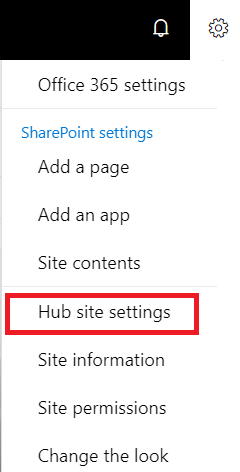 Office 365 settings
SharePoint settings
Add a page
Add an app
Site contents
Hub site settings
Site information
Site permissions
Change the look